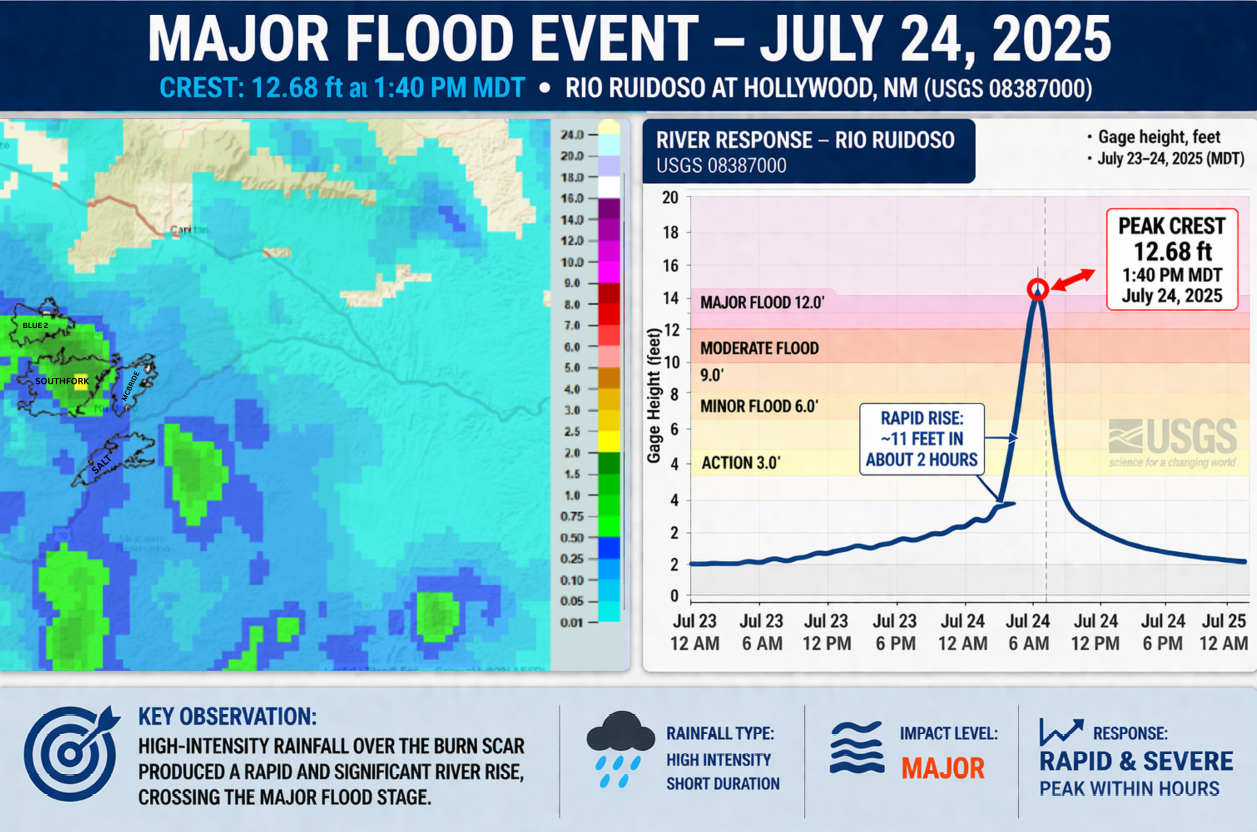 MAJOR FLOOD EVENT – JULY 24, 2025
CREST: 12.68 ft at 1:40 PM MDT • RIO RUIDOSO AT HOLLYWOOD, NM (USGS 08387000)
BLUE 2
SOUTHFORK
MCBRIDE
SALT
24.0
20.0
18.0
16.0
14.0
12.0
10.0
9.0
8.0
7.0
6.0
5.0
4.0
3.0
2.5
2.0
1.5
1.0
0.75
0.50
0.25
0.10
0.05
0.01
RIVER RESPONSE – RIO RUIDOSO
USGS 08387000
• Gage height, feet
• July 23–24, 2025 (MDT)
Gage Height (feet)
20
18
16
14
12
10
8
6
4
4
2
2
0
MAJOR FLOOD 12.0'
MODERATE FLOOD
9.0'
MINOR FLOOD 6.0'
ACTION 3.0'
PEAK CREST
12.68 ft
1:40 PM MDT
July 24, 2025
RAPID RISE:
~11 FEET IN
ABOUT 2 HOURS
USGS
science for a changing world
Jul 23 Jul 23 Jul 23 Jul 23 Jul 24 Jul 24 Jul 24 Jul 24 Jul 25
12 AM 6 AM 12 PM 6 PM 12 AM 6 AM 12 PM 6 PM 12 AM
KEY OBSERVATION:
HIGH-INTENSITY RAINFALL OVER THE BURN SCAR
PRODUCED A RAPID AND SIGNIFICANT RIVER RISE,
CROSSING THE MAJOR FLOOD STAGE.
RAINFALL TYPE:
HIGH INTENSITY
SHORT DURATION
IMPACT LEVEL:
MAJOR
RESPONSE:
RAPID & SEVERE
PEAK WITHIN HOURS